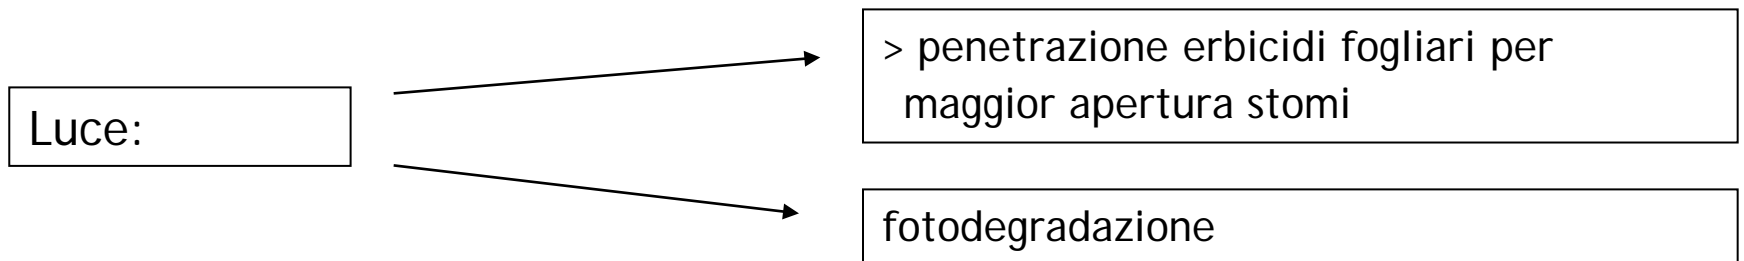 Luce:
> penetrazione erbicidi fogliari per
maggior apertura stomi
fotodegradazione